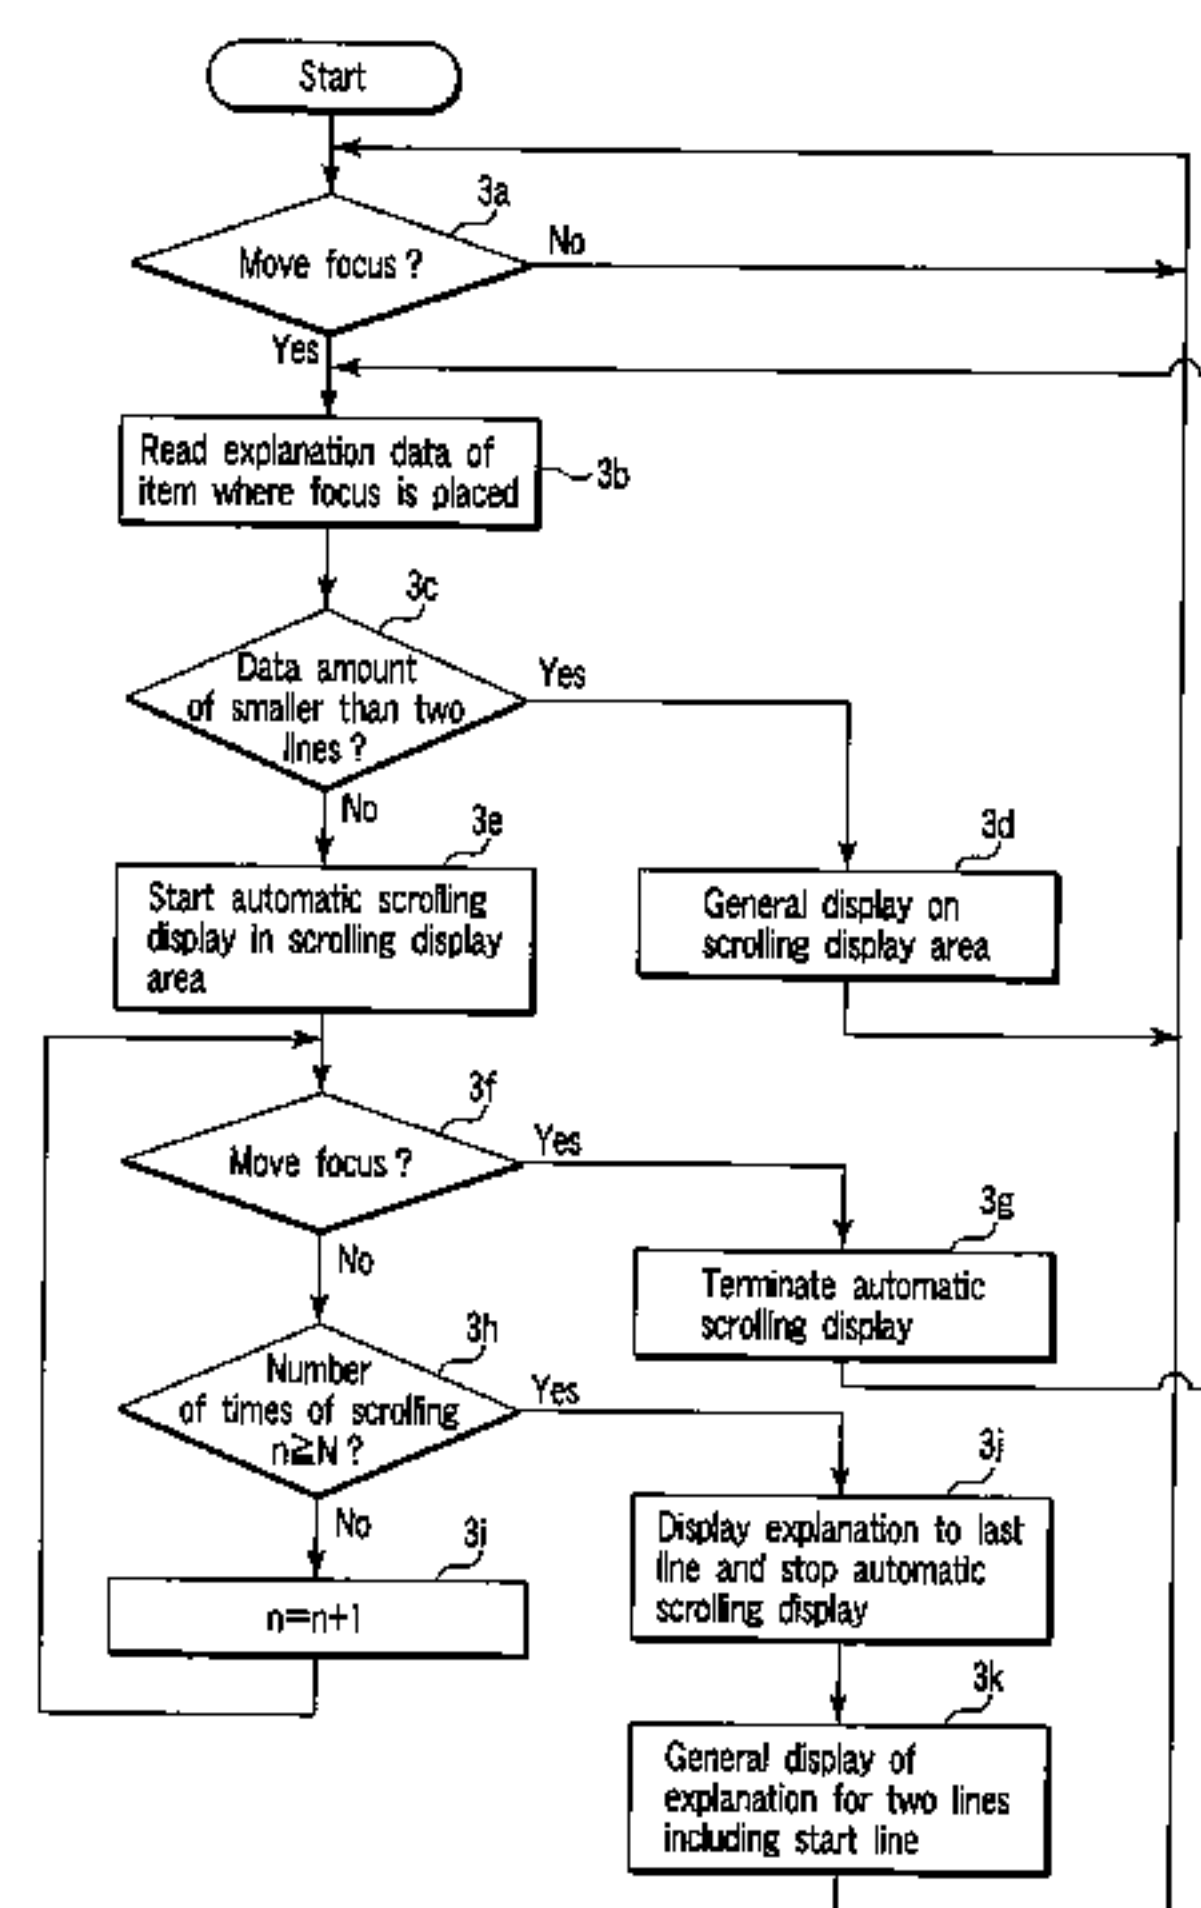 Start
3a
Move focus?
No
Yes
Read explanation data of
item where focus is placed
3b
3c
Data amount
of smaller than two
lines?
Yes
No
3e
Start automatic scrolling
display in scrolling display
area
3d
General display on
scrolling display area
3f
Move focus?
Yes
No
3g
Terminate automatic
scrolling display
3h
Number
of times of scrolling
n≧N?
Yes
No
3i
n=n+1
3j
Display explanation to last
line and stop automatic
scrolling display
3k
General display of
explanation for two lines
including start line